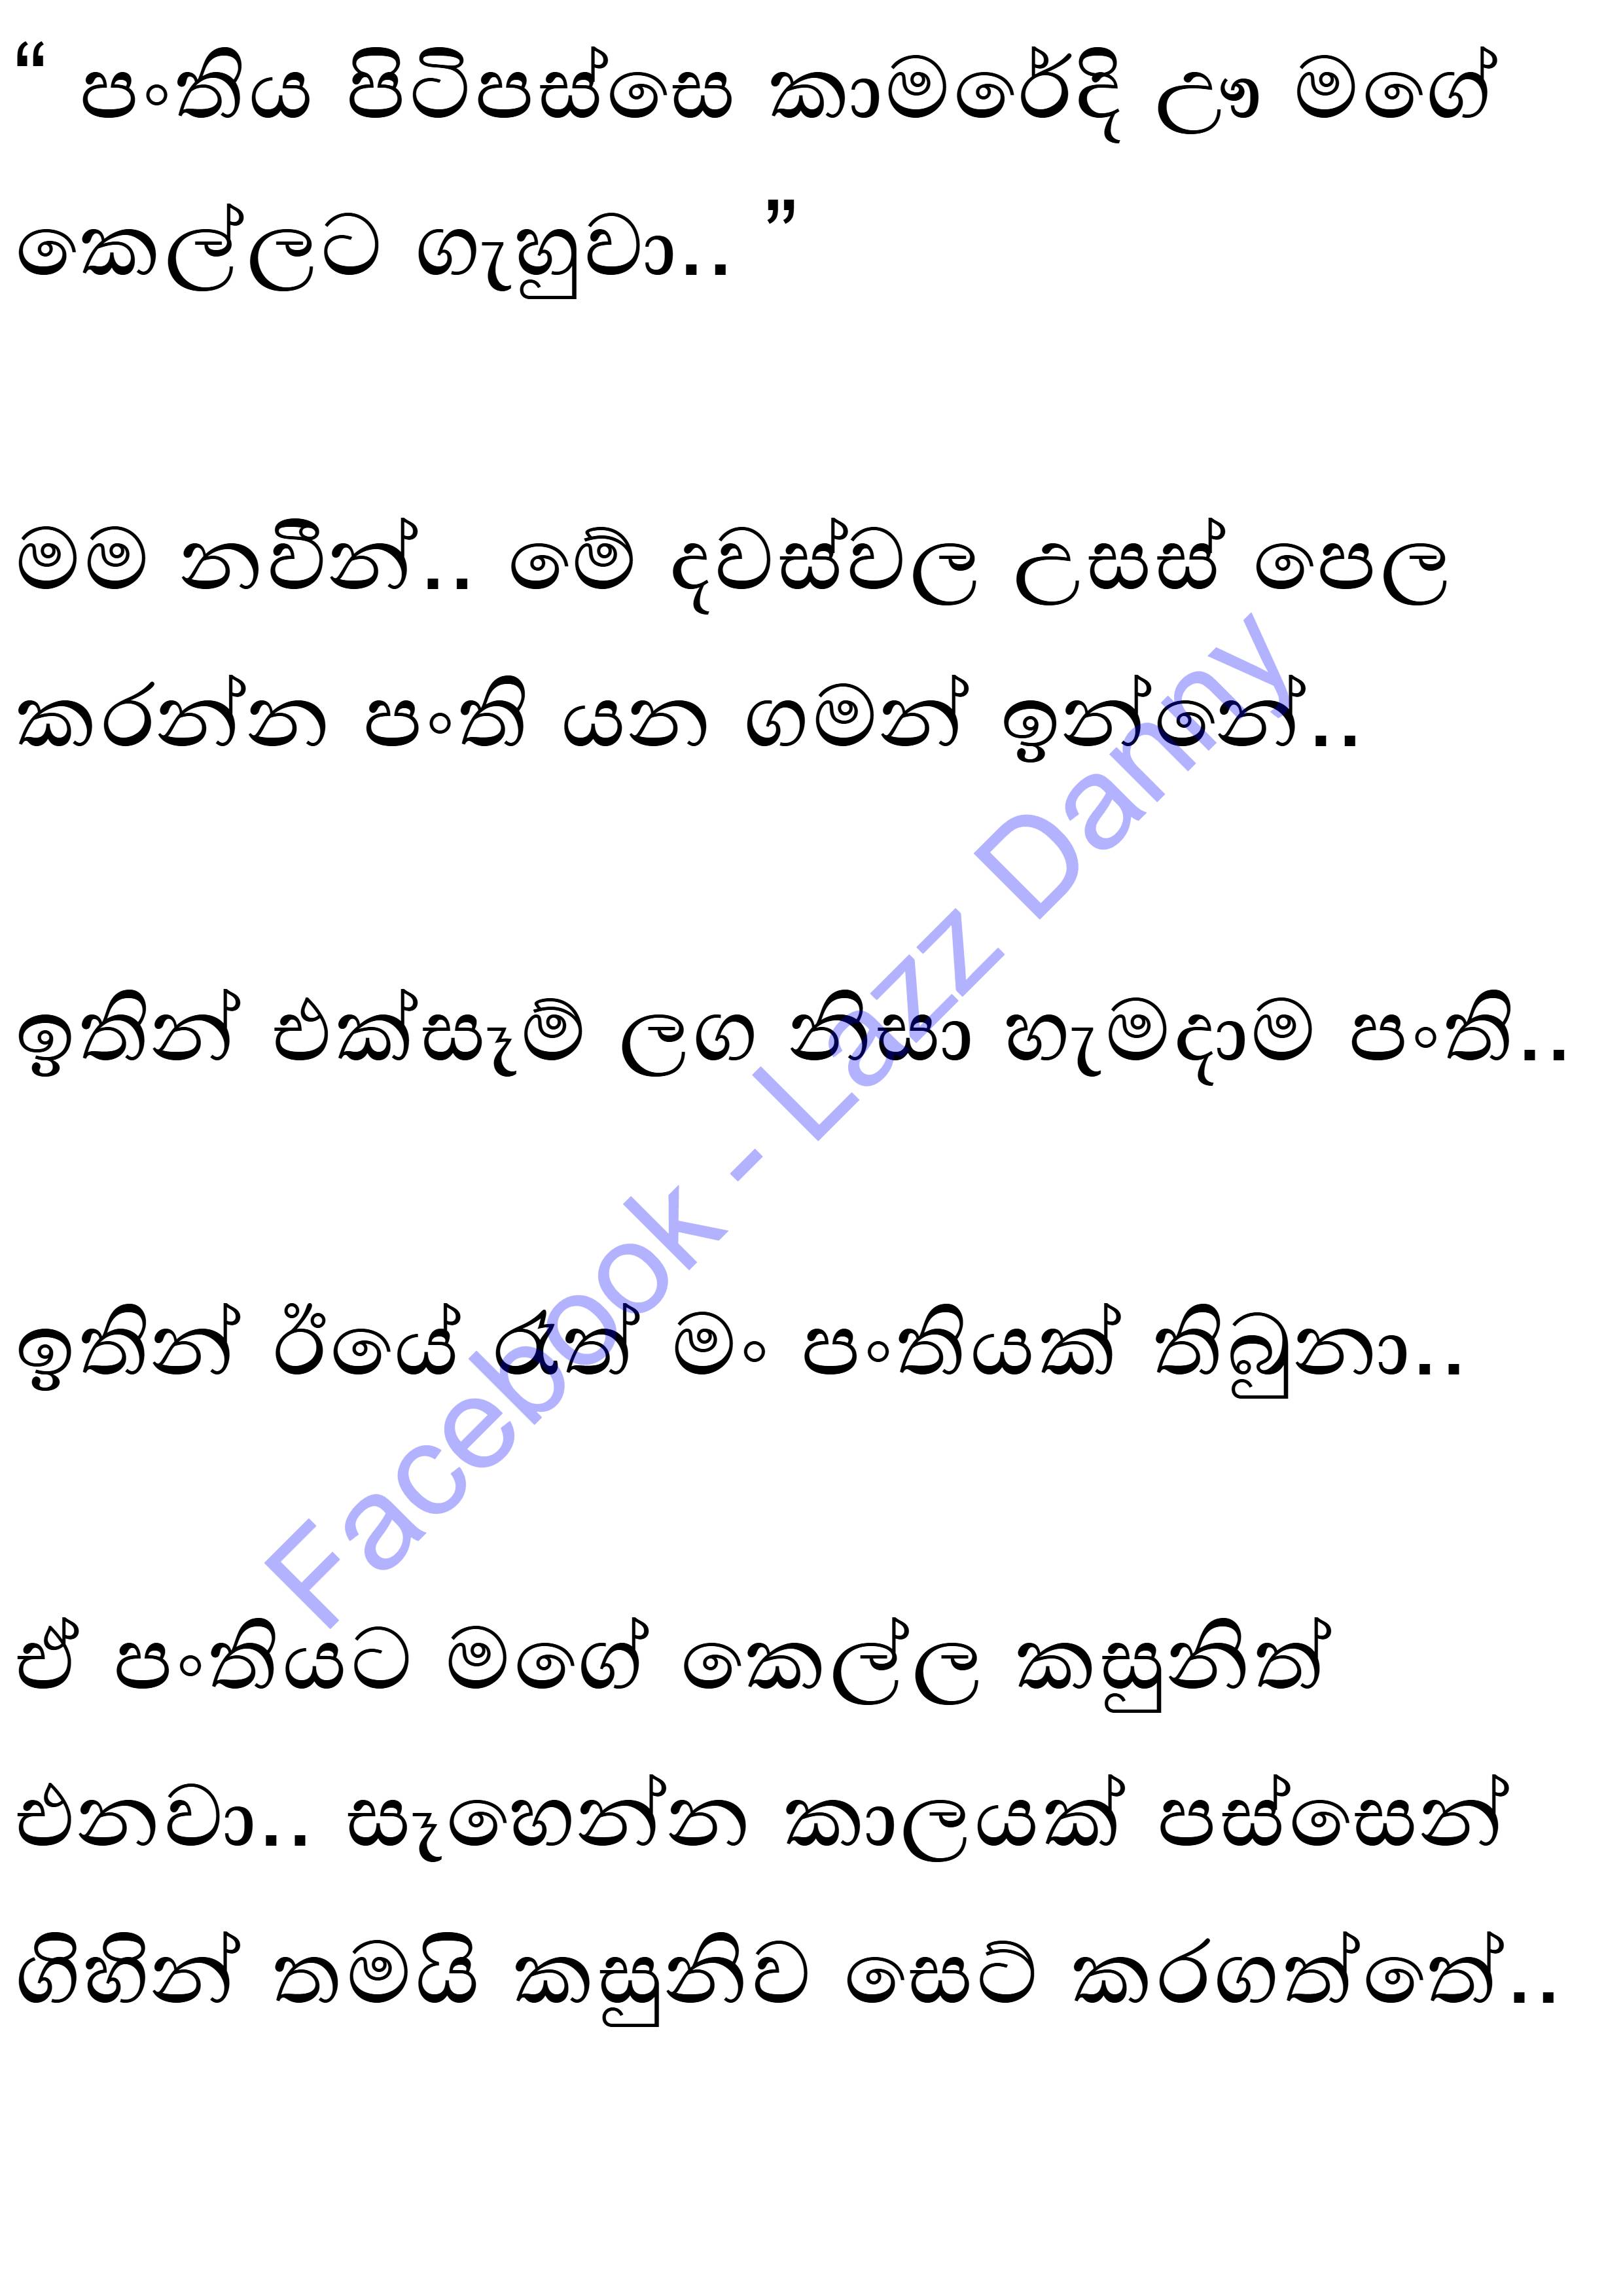 “ පංතිය පිටිපස්සෙ කාමරේදි ඌ මගේ
කෙල්ලට ගැහුවා.. ”
මම නවීන්.. මේ දවස්වල උසස් පෙල
කරන්න පංති යන ගමන් ඉන්නේ..
ඉතින් එක්සෑම් ලග නිසා හැමදාම පංති..
ඉතින් ඊයේ රෑත් මං පංතියක් තිබුනා..
ඒ පංතියට මගේ කෙල්ල කසුනිත්
එනවා.. සෑහෙන්න කාලයක් පස්සෙන්
ගිහින් තමයි කසුනිව සෙට් කරගත්තේ..
Facebook - Lazz Danny